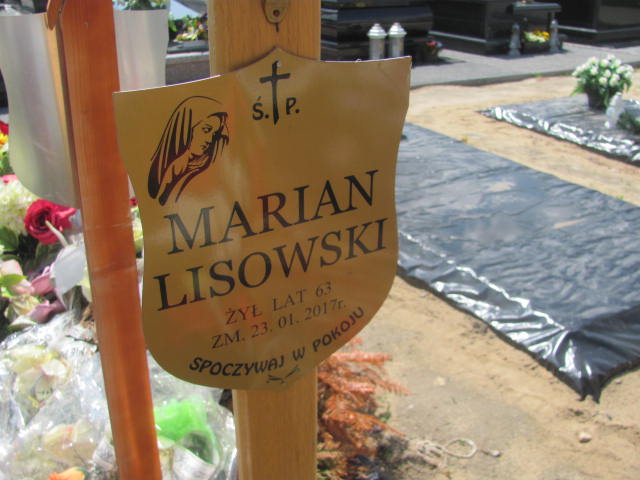 Ś. P.
MARIAN
LISOWSKI
ŻYŁ LAT 63
ZM. 23. 01. 2017r.
SPOCZYWAJ W POKOJU